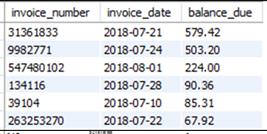 invoice_number invoice_date balance_due
31361833 2018-07-21 579.42
9982771 2018-07-24 503.20
547480102 2018-08-01 224.00
134116 2018-07-28 90.36
39104 2018-07-10 85.31
263253270 2018-07-22 67.92